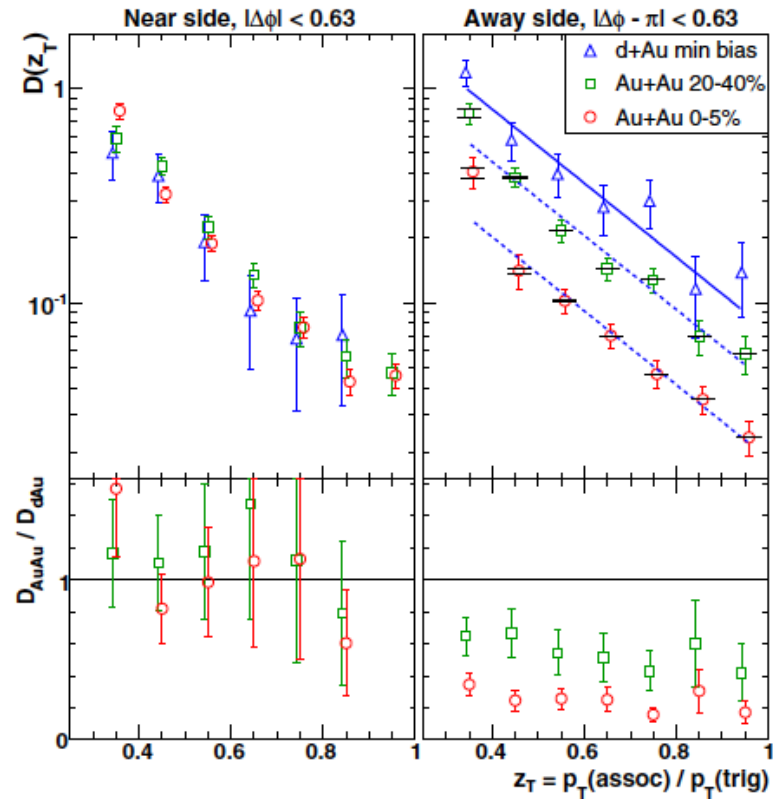 Near side, |Δϕ| < 0.63
Away side, |Δϕ - π| < 0.63
D(z_T)
1
10^-1
d+Au min bias
Au+Au 20-40%
Au+Au 0-5%
D_AuAu / D_dAu
1
0
0.4 0.6 0.8 1
0.4 0.6 0.8 1
z_T = p_T(assoc) / p_T(trig)